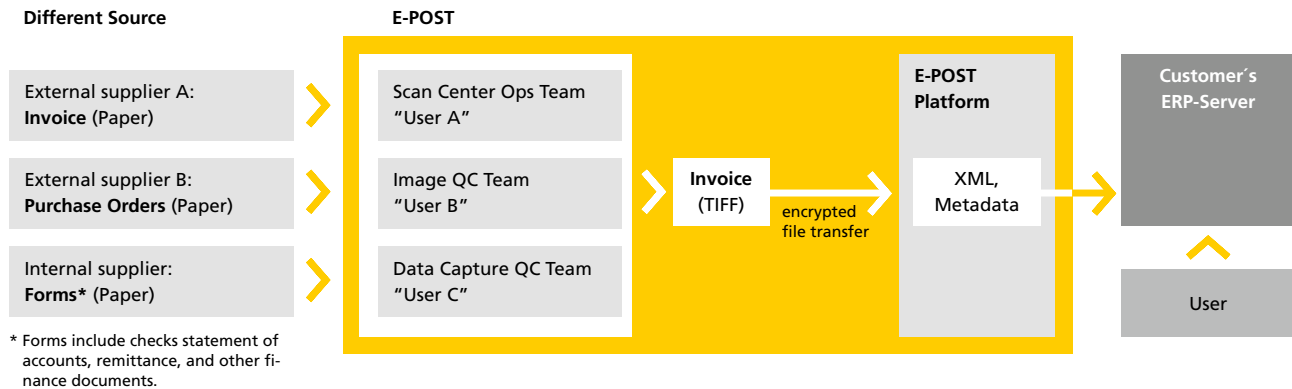 Different Source
External supplier A:
Invoice (Paper)
External supplier B:
Purchase Orders (Paper)
Internal supplier:
Forms* (Paper)
* Forms include checks statement of
accounts, remittance, and other fi-
nance documents.
E-POST
Scan Center Ops Team
“User A”
Image QC Team
“User B”
Data Capture QC Team
“User C”
Invoice
(TIFF)
encrypted
file transfer
E-POST
Platform
XML,
Metadata
Customer´s
ERP-Server
User